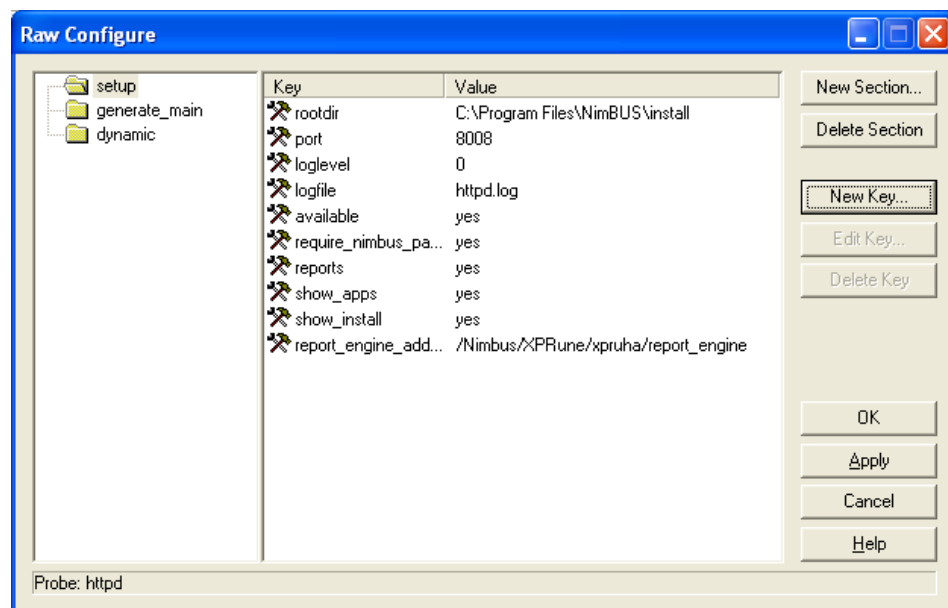 Raw Configure
setup
generate_main
dynamic
Key Value
rootdir C:\Program Files\NimBUS\install
port 8008
loglevel 0
logfile httpd.log
available yes
require_nimbus_pa... yes
reports yes
show_apps yes
show_install yes
report_engine_add... /Nimbus/XPRune/xpruha/report_engine
New Section...
Delete Section
New Key...
Edit Key...
Delete Key
OK
Apply
Cancel
Help
Probe: httpd